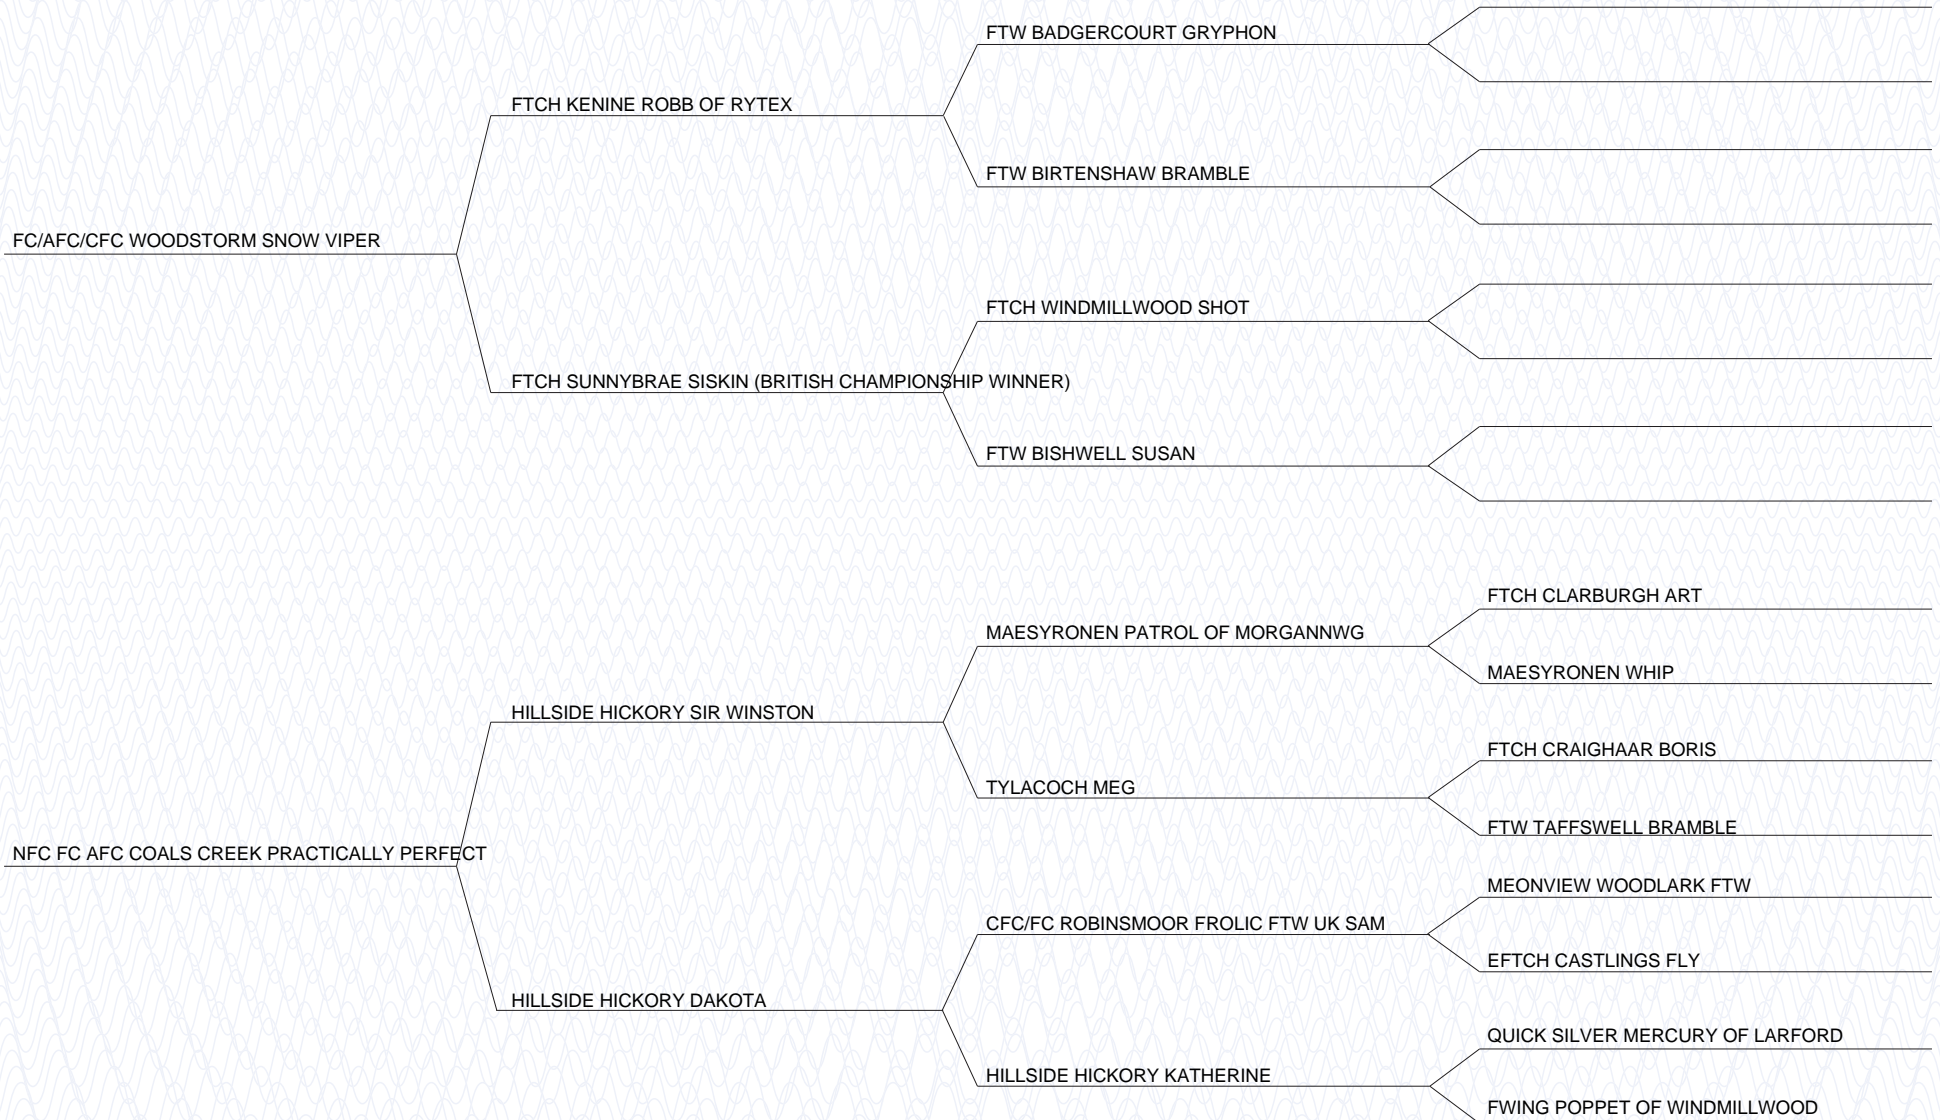 FTW BADGERCOURT GRYPHON
FTCH KENINE ROBB OF RYTEX
FTW BIRTENSHAW BRAMBLE
FC/AFC/CFC WOODSTORM SNOW VIPER
FTCH WINDMILLWOOD SHOT
FTCH SUNNYBRAE SISKIN (BRITISH CHAMPIONSHIP WINNER)
FTW BISHWELL SUSAN
FTCH CLARBURGH ART
MAESYRONEN PATROL OF MORGANNWG
MAESYRONEN WHIP
HILLSIDE HICKORY SIR WINSTON
FTCH CRAIGHAAR BORIS
TYLACOCH MEG
FTW TAFFSWELL BRAMBLE
NFC FC AFC COALS CREEK PRACTICALLY PERFECT
MEONVIEW WOODLARK FTW
CFC/FC ROBINSMOOR FROLIC FTW UK SAM
EFTCH CASTLINGS FLY
HILLSIDE HICKORY DAKOTA
QUICK SILVER MERCURY OF LARFORD
HILLSIDE HICKORY KATHERINE
FWING POPPET OF WINDMILLWOOD